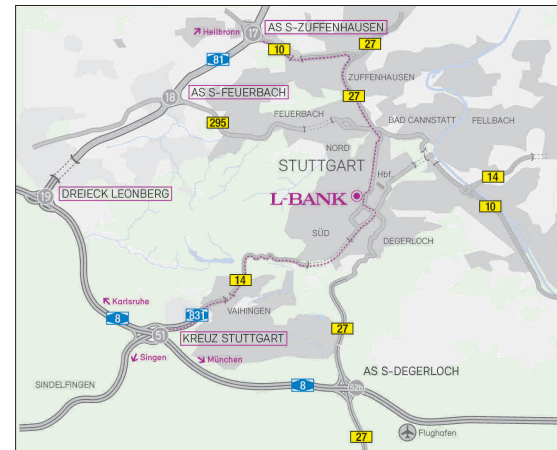 Heilbronn
17
AS S-ZUFFENHAUSEN
27
10
81
ZUFFENHAUSEN
18
AS S-FEUERBACH
27
295
FEUERBACH
BAD CANNSTATT
FELLBACH
NORD
STUTTGART
Hbf.
14
19
DREIECK LEONBERG
L-BANK
10
SÜD
DEGERLOCH
14
Karlsruhe
8
831
VAIHINGEN
51
KREUZ STUTTGART
27
Singen
München
AS S-DEGERLOCH
SINDELFINGEN
8
52b
27
Flughafen